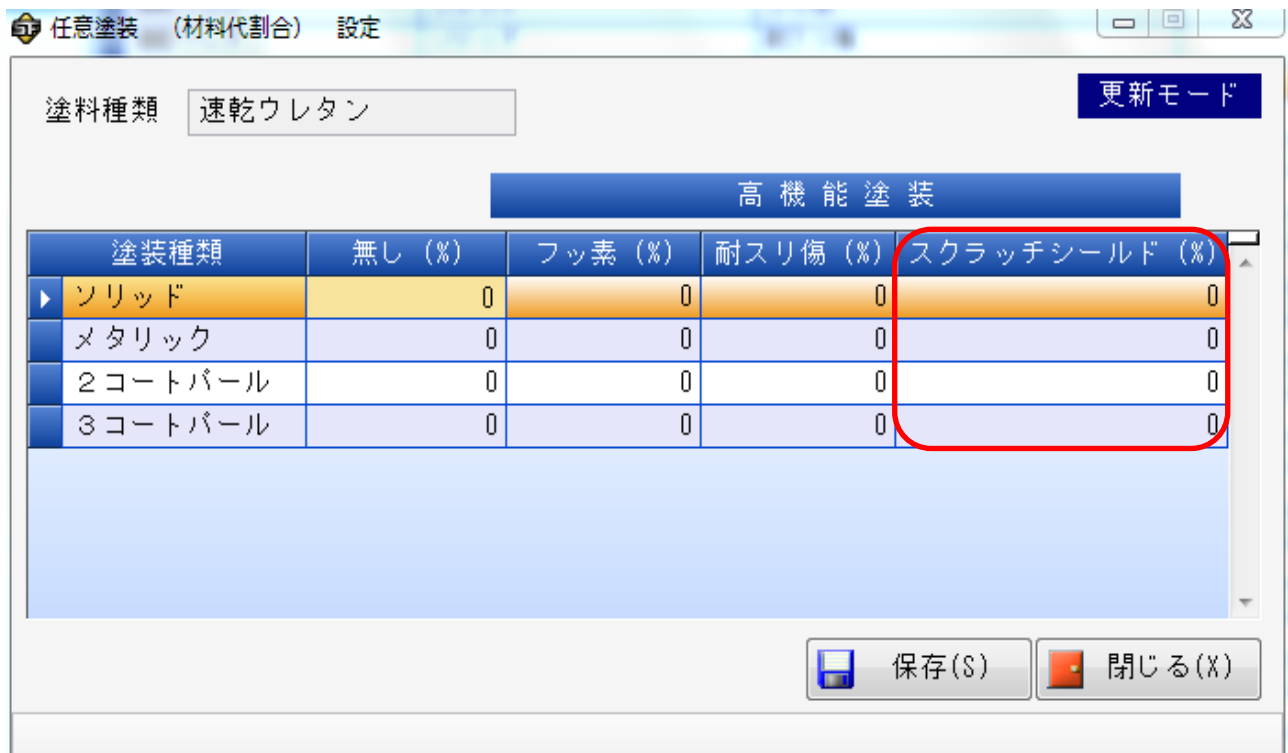 任意塗装 (材料代割合) 設定
更新モード
塗料種類 速乾ウレタン
高機能塗装
塗装種類 無し (%) フッ素 (%) 耐スリ傷 (%) スクラッチシールド (%)
ソリッド 0 0 0 0
メタリック 0 0 0 0
2コートパール 0 0 0 0
3コートパール 0 0 0 0
保存(S) 閉じる(X)